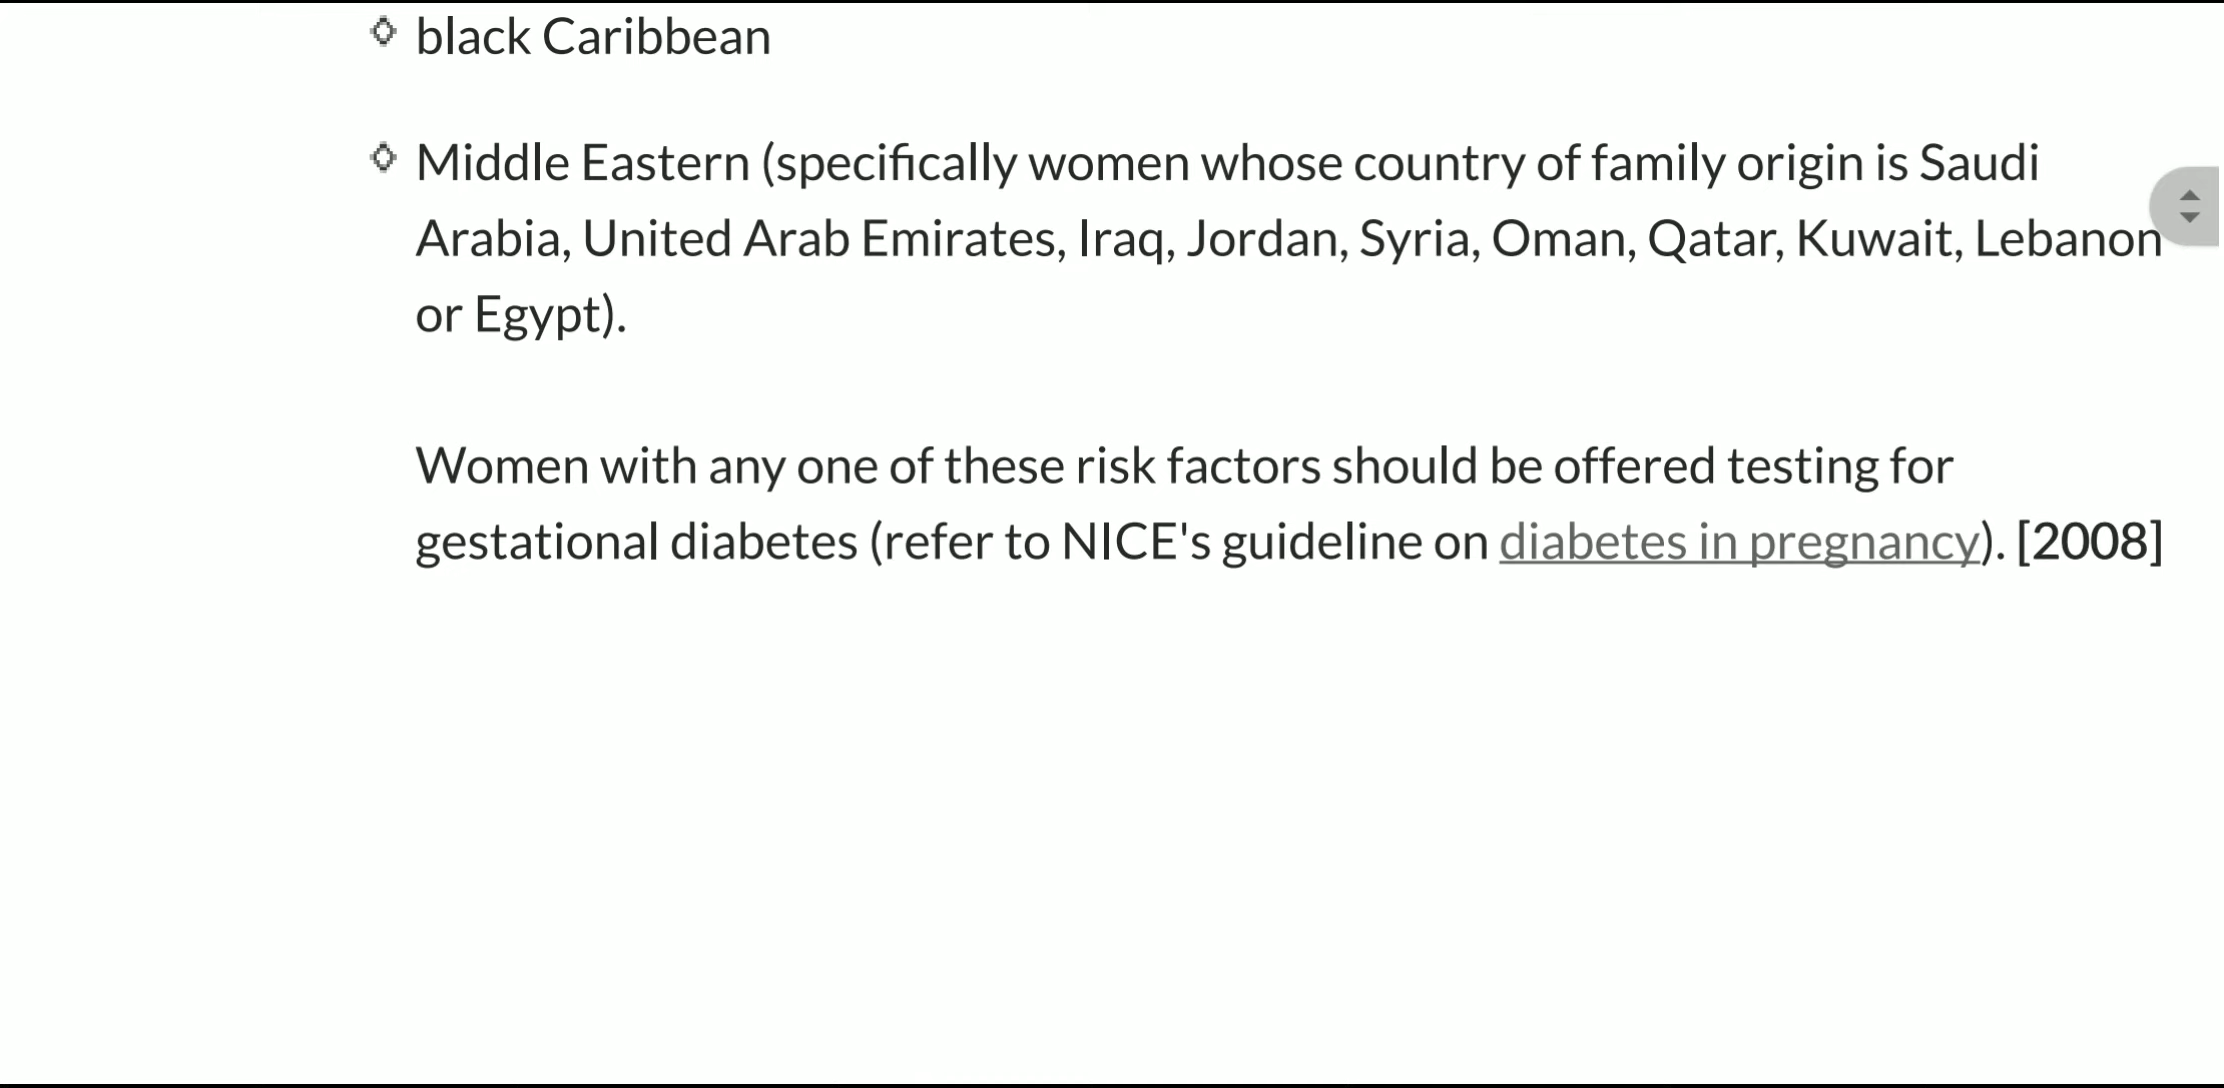 black Caribbean
Middle Eastern (specifically women whose country of family origin is Saudi
Arabia, United Arab Emirates, Iraq, Jordan, Syria, Oman, Qatar, Kuwait, Lebanon
or Egypt).
Women with any one of these risk factors should be offered testing for
gestational diabetes (refer to NICE's guideline on diabetes in pregnancy). [2008]